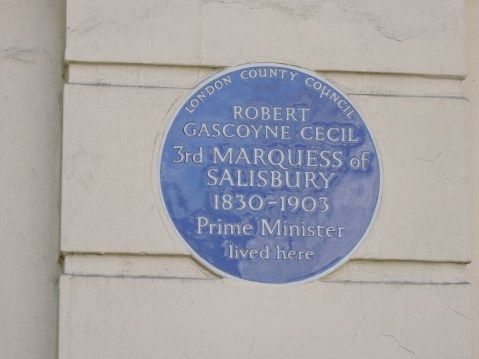 LONDON COUNTY COUNCIL
ROBERT
GASCOYNE CECIL
3rd MARQUESS of
SALISBURY
1830-1903
Prime Minister
lived here